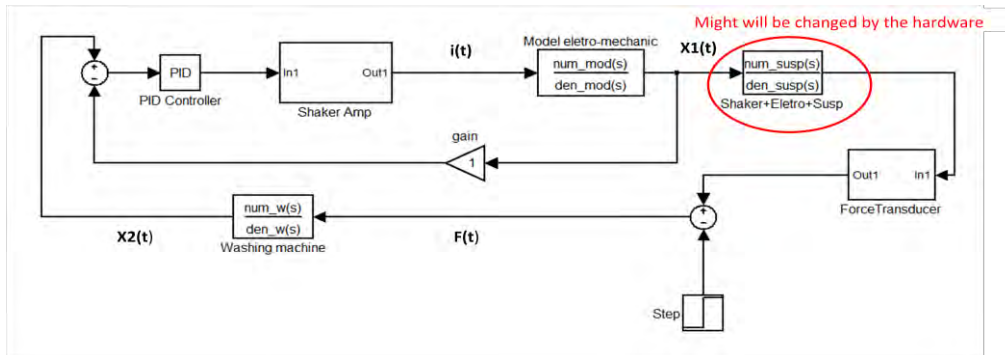 Might will be changed by the hardware
i(t)
Model eletro-mechanic
X1(t)
+
-
PID
PID Controller
In1
Out1
Shaker Amp
num_mod(s)
den_mod(s)
num_susp(s)
den_susp(s)
Shaker+Eletro+Susp
gain
1
Out1
In1
ForceTransducer
num_w(s)
den_w(s)
Washing machine
X2(t)
F(t)
+
-
Step